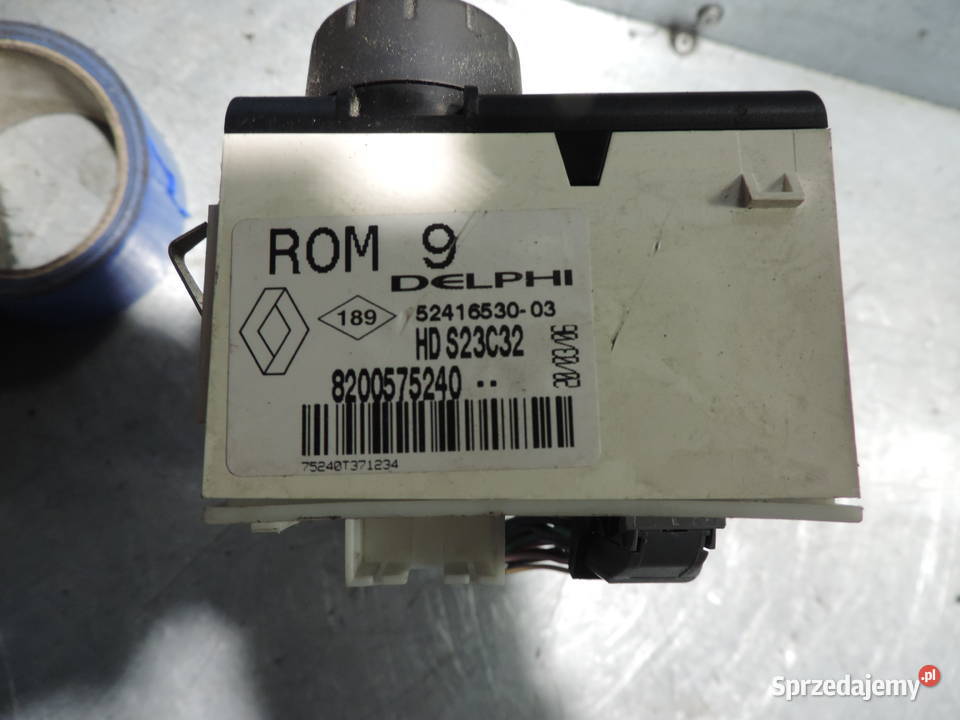 ROM 9
DELPHI
189
52416530-03
HD S23C32
20/03/06
8200575240 --
75240T371234
Sprzedajemy.pl